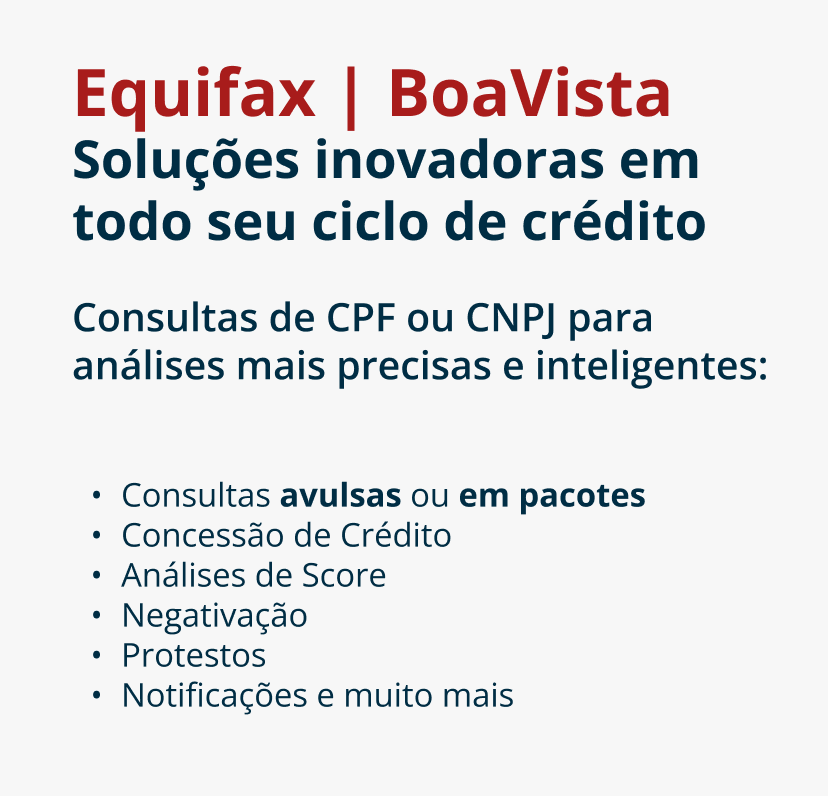 Equifax | BoaVista
Soluções inovadoras em
todo seu ciclo de crédito
Consultas de CPF ou CNPJ para
análises mais precisas e inteligentes:
• Consultas avulsas ou em pacotes
• Concessão de Crédito
• Análises de Score
• Negativação
• Protestos
• Notificações e muito mais